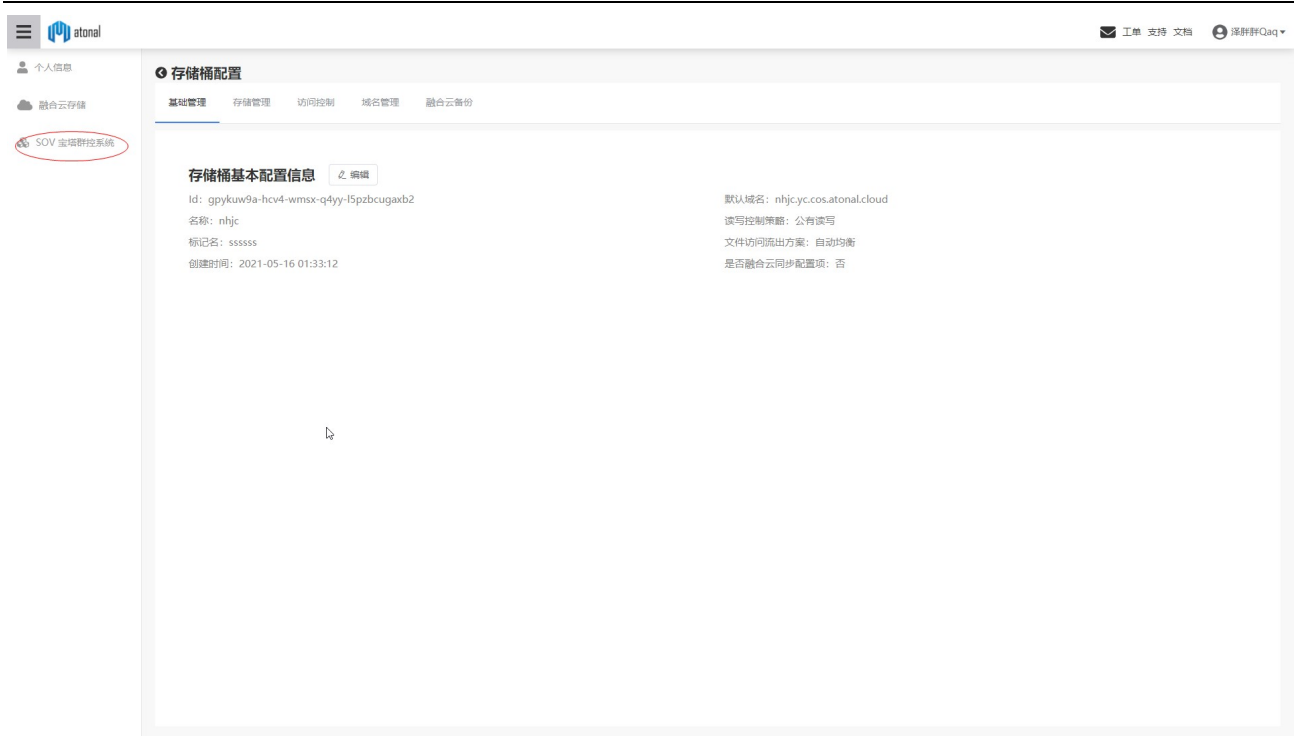 atonal
工单 支持 文档 泽胖胖Qaq
个人信息
融合云存储
SOV 宝塔群控系统
存储桶配置
基础管理 存储管理 访问控制 域名管理 融合云备份
存储桶基本配置信息 编辑
Id: gpykuw9a-hcv4-wmsx-q4yy-l5pzbcugaxb2
名称: nhjc
标记名: ssssss
创建时间: 2021-05-16 01:33:12
默认域名: nhjc.yc.cos.atonal.cloud
读写控制策略: 公有读写
文件访问流出方案: 自动均衡
是否融合云同步配置项: 否